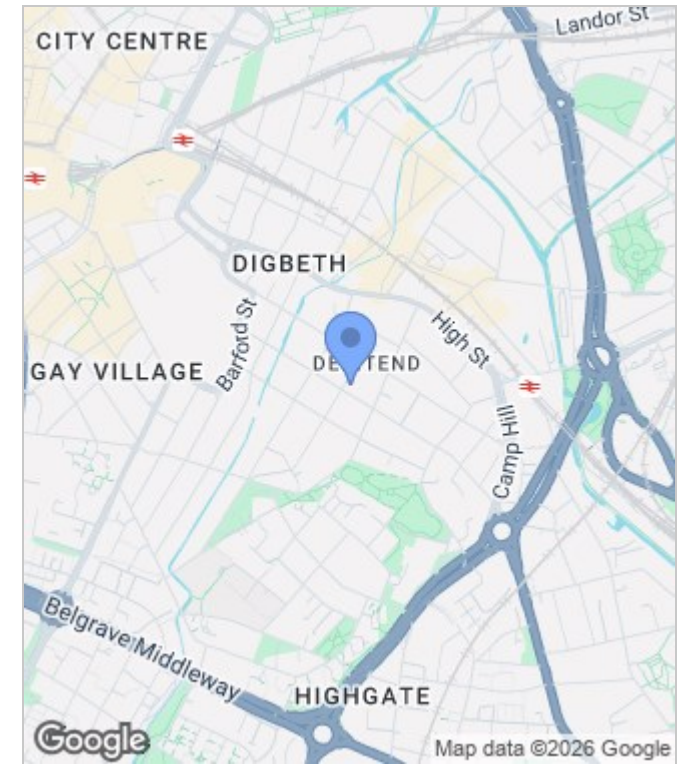 Landor St
CITY CENTRE
DIGBETH
Barford St
High St
GAY VILLAGE
Camp Hill
Belgrave Middleway
HIGHGATE
Google
Map data ©2026 Google